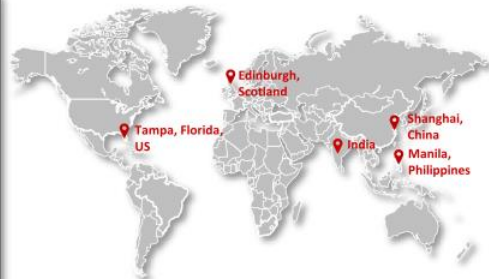 Edinburgh,
Scotland
Tampa, Florida,
US
India
Shanghai,
China
Manila,
Philippines